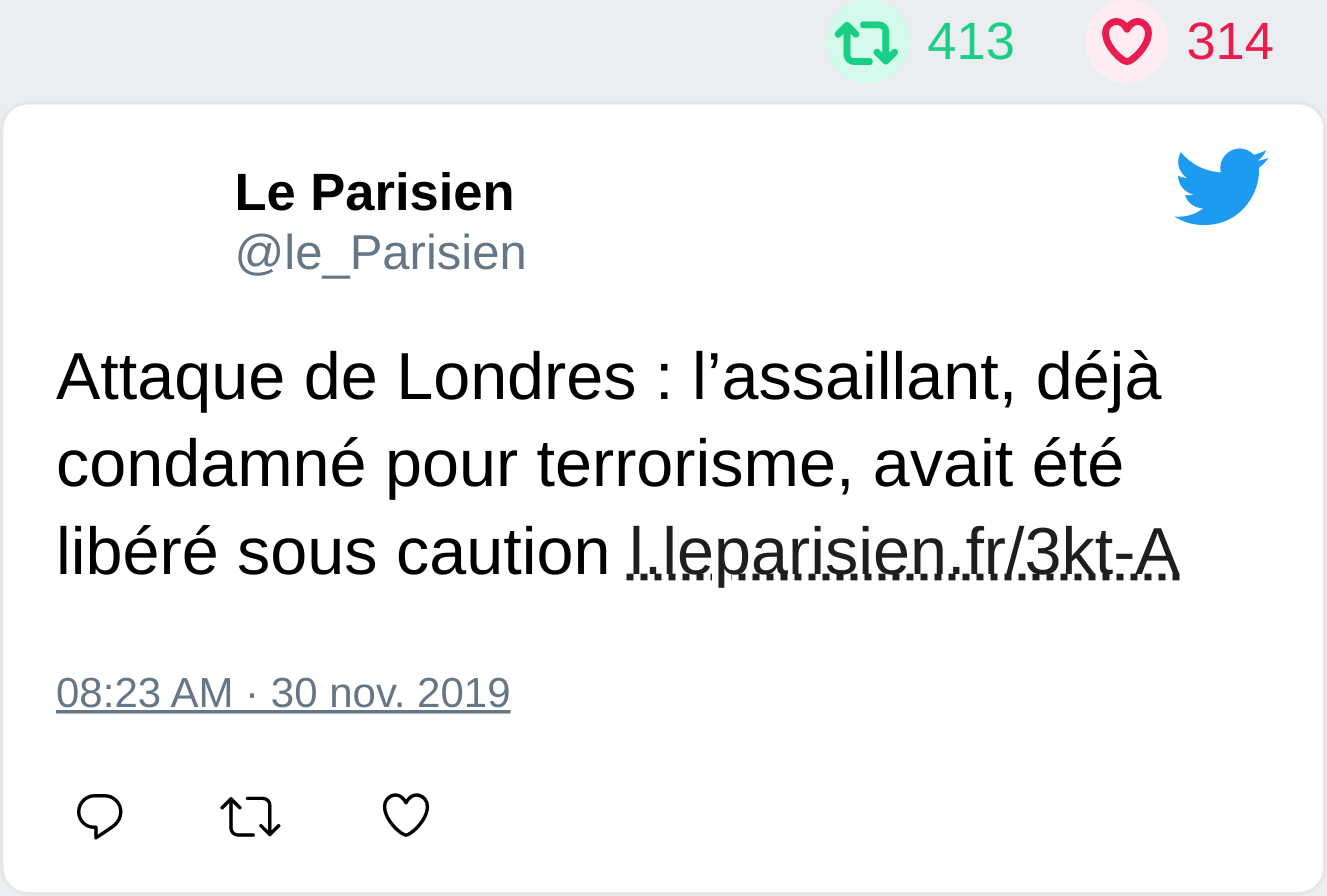 413 314
Le Parisien
@le_Parisien
Attaque de Londres : l’assaillant, déjà
condamné pour terrorisme, avait été
libéré sous caution l.leparisien.fr/3kt-A
08:23 AM · 30 nov. 2019